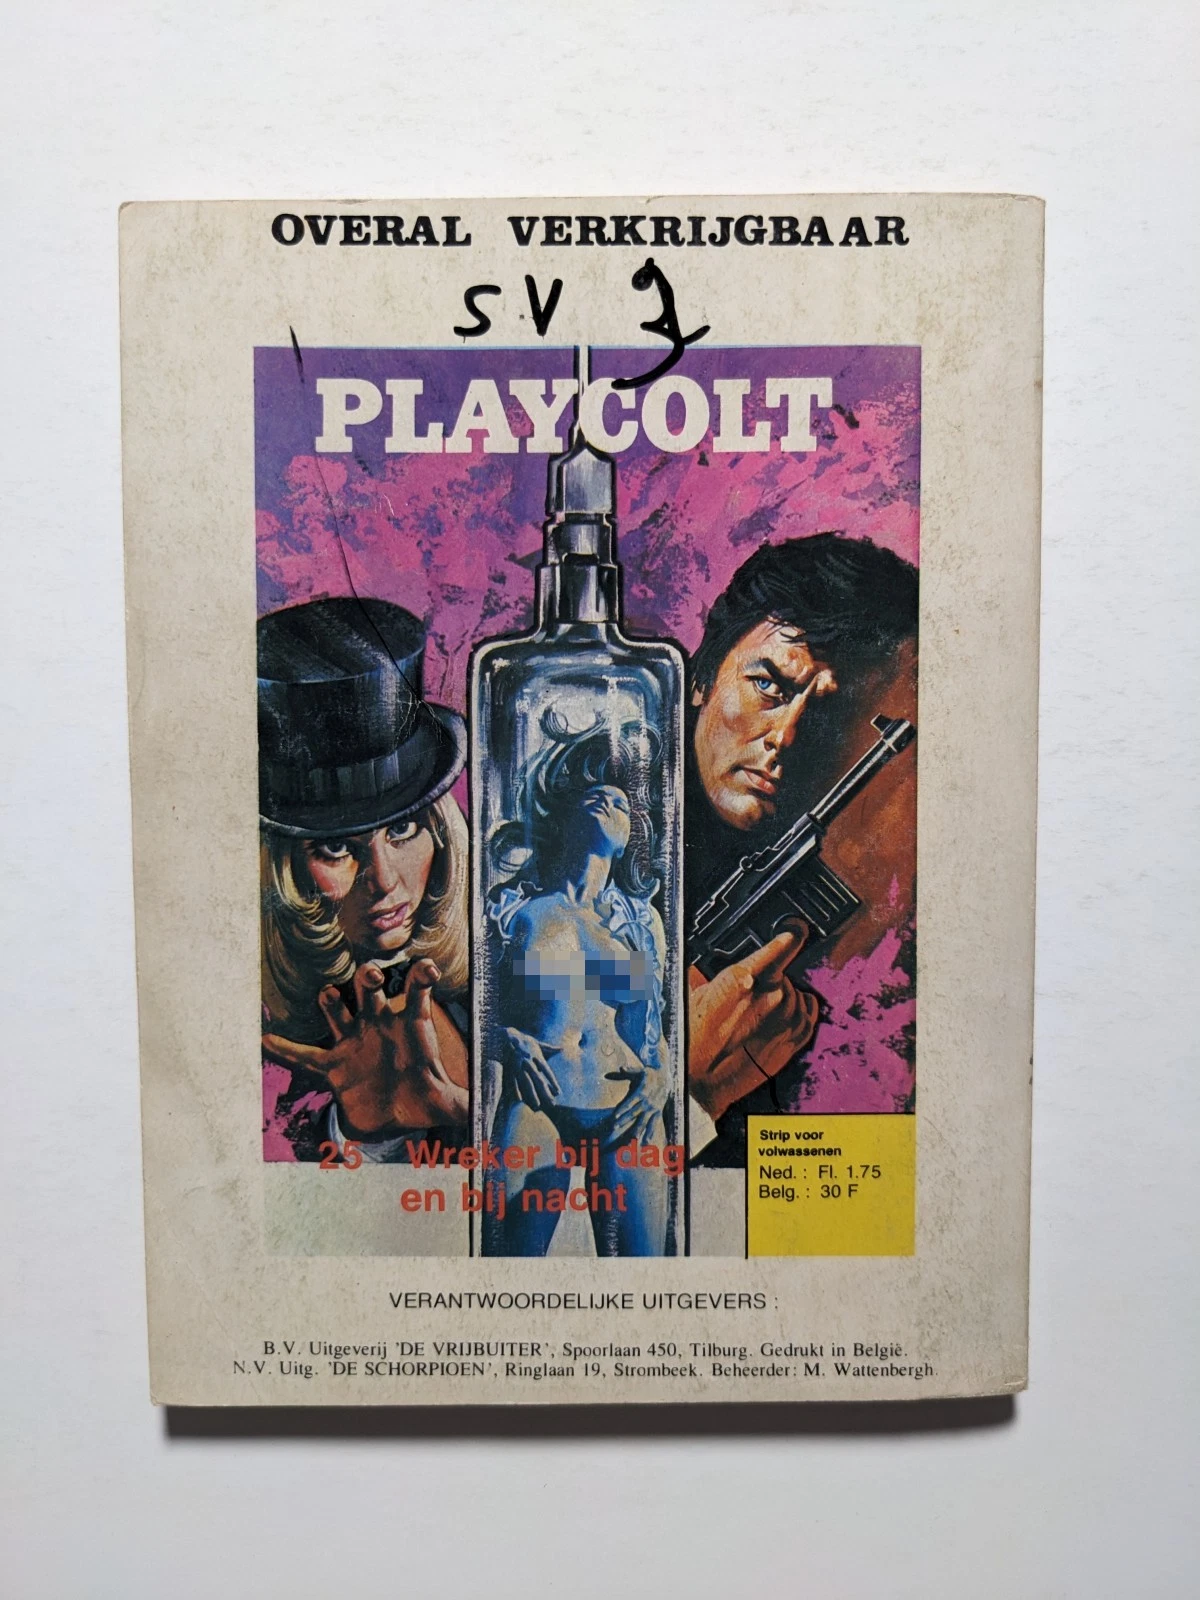 OVERAL VERKRIJGBAAR
SV
PLAYCOLT
25 Wreker bij dag
en bij nacht
Strip voor
volwassenen
Ned. : Fl. 1.75
Belg. : 30 F
VERANTWOORDELIJKE UITGEVERS :
B.V. Uitgeverij 'DE VRIJBUITER', Spoorlaan 450, Tilburg. Gedrukt in België.
N.V. Uitg. 'DE SCHORPIOEN', Ringlaan 19, Strombeek. Beheerder: M. Wattenbergh.